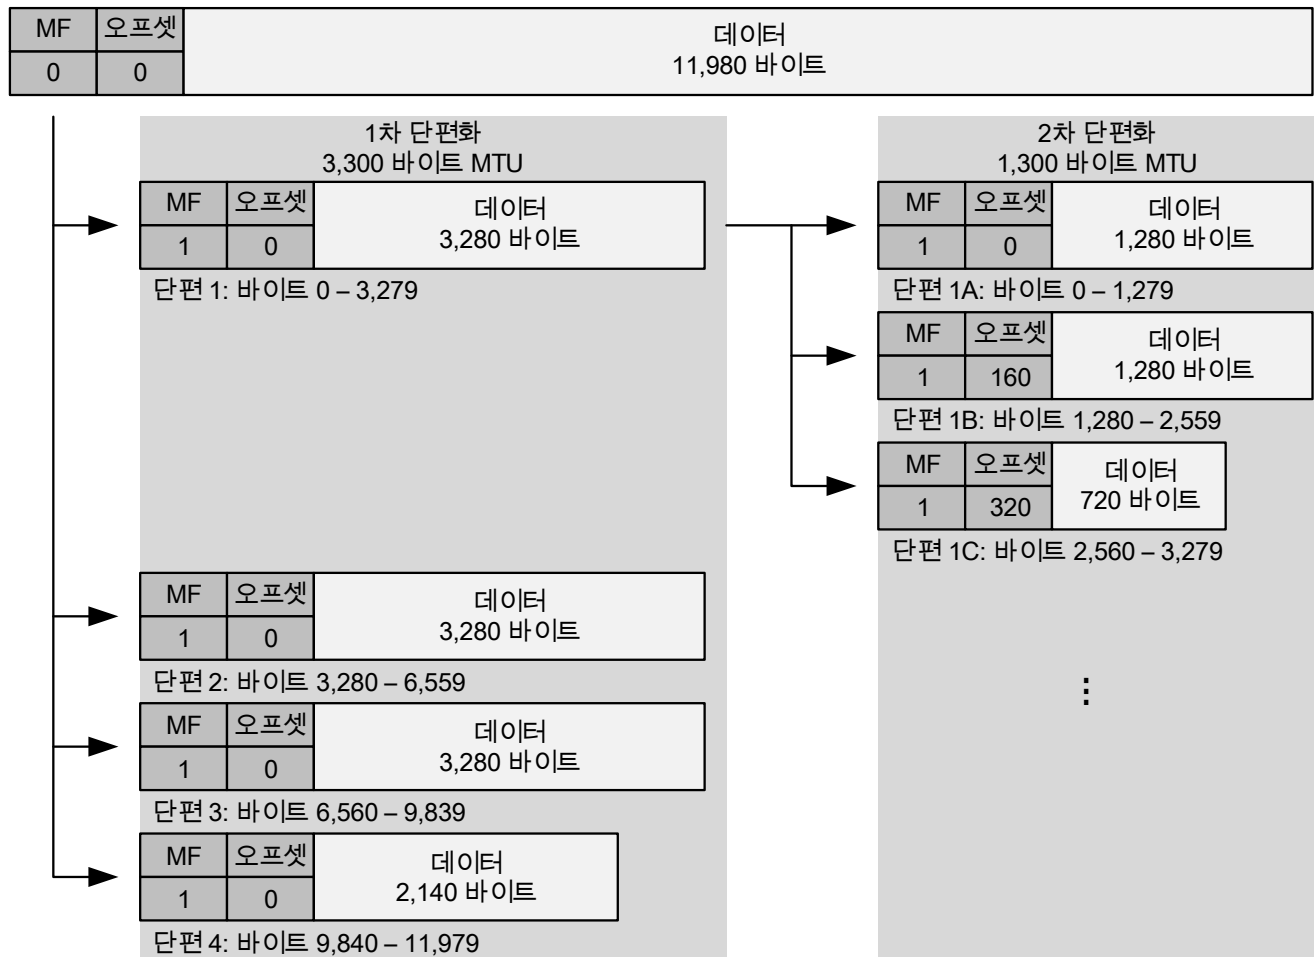 MF 오프셋 데이터
0 0 11,980 바이트
1차 단편화
3,300 바이트 MTU
MF 오프셋 데이터
1 0 3,280 바이트
단편 1: 바이트 0 – 3,279
MF 오프셋 데이터
1 0 3,280 바이트
단편 2: 바이트 3,280 – 6,559
MF 오프셋 데이터
1 0 3,280 바이트
단편 3: 바이트 6,560 – 9,839
MF 오프셋 데이터
1 0 2,140 바이트
단편 4: 바이트 9,840 – 11,979
2차 단편화
1,300 바이트 MTU
MF 오프셋 데이터
1 0 1,280 바이트
단편 1A: 바이트 0 – 1,279
MF 오프셋 데이터
1 160 1,280 바이트
단편 1B: 바이트 1,280 – 2,559
MF 오프셋 데이터
1 320 720 바이트
단편 1C: 바이트 2,560 – 3,279